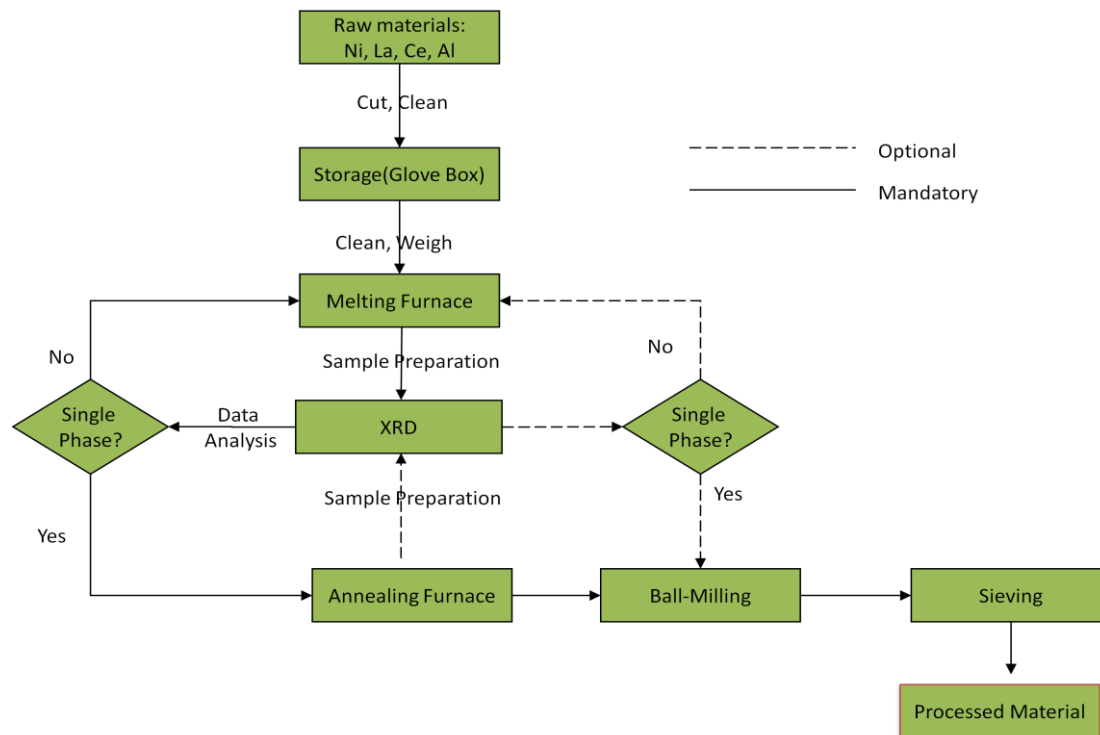 Raw materials:
Ni, La, Ce, Al
Cut, Clean
Storage(Glove Box)
Optional
Mandatory
Clean, Weigh
Melting Furnace
No
Sample Preparation
No
Single
Phase?
Data
Analysis
XRD
Single
Phase?
Sample Preparation
Yes
Yes
Annealing Furnace
Ball-Milling
Sieving
Processed Material